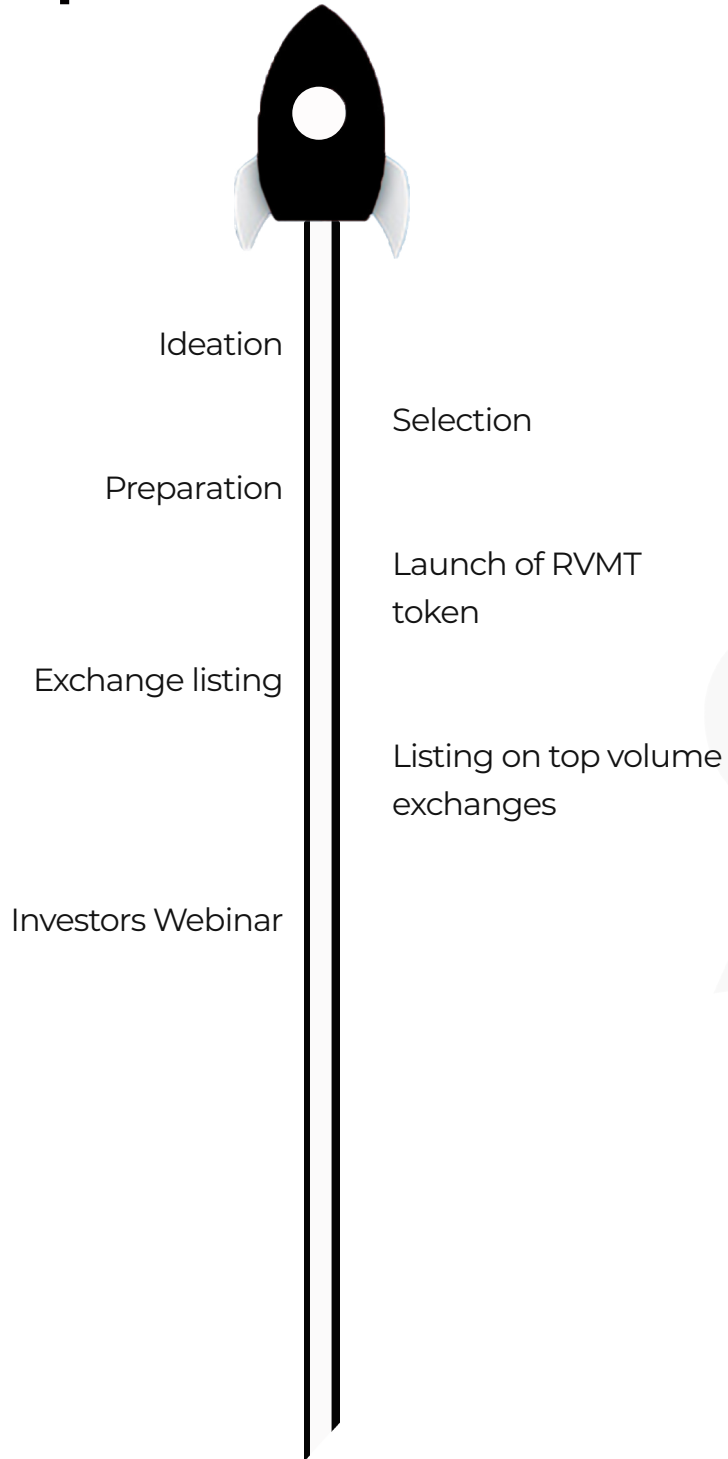 Ideation
Selection
Preparation
Launch of RVMT
token
Exchange listing
Listing on top volume
exchanges
Investors Webinar